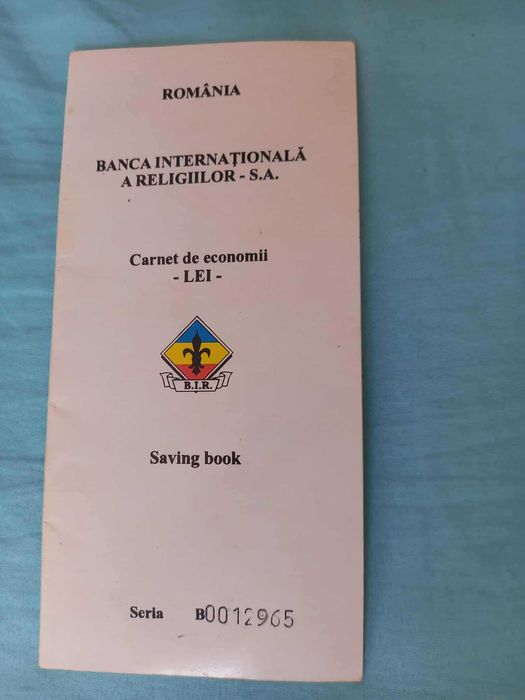 ROMÂNIA
BANCA INTERNAŢIONALĂ
A RELIGIILOR - S.A.
Carnet de economii
- LEI -
B.I.R.
Saving book
Seria B0012965